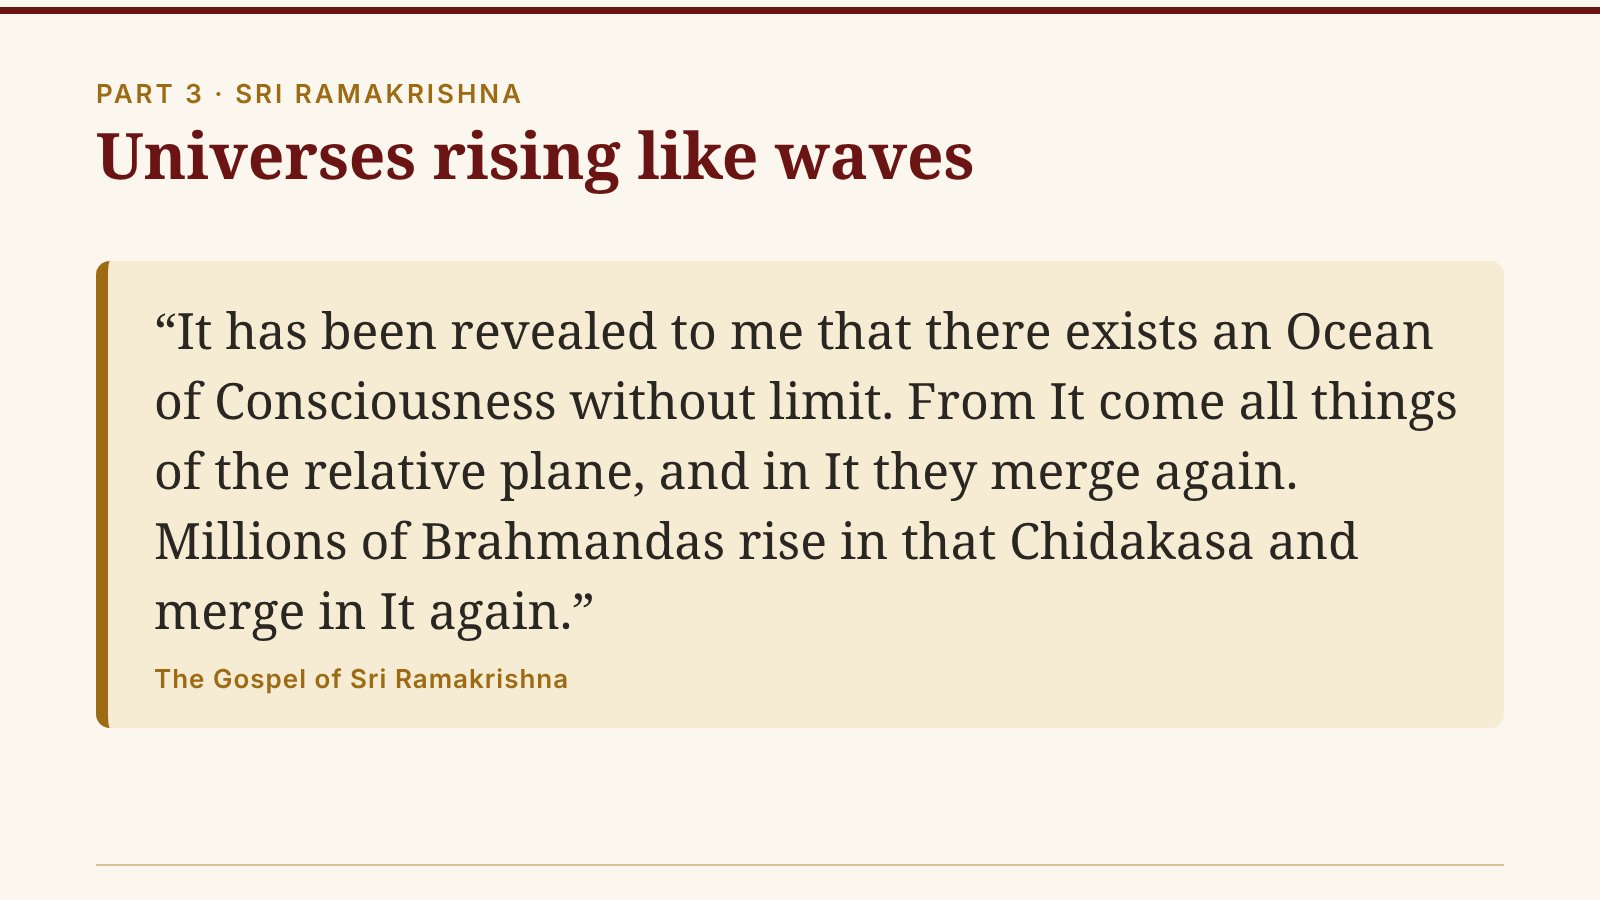 PART 3 · SRI RAMAKRISHNA
Universes rising like waves
“It has been revealed to me that there exists an Ocean
of Consciousness without limit. From It come all things
of the relative plane, and in It they merge again.
Millions of Brahmandas rise in that Chidakasa and
merge in It again.”
The Gospel of Sri Ramakrishna